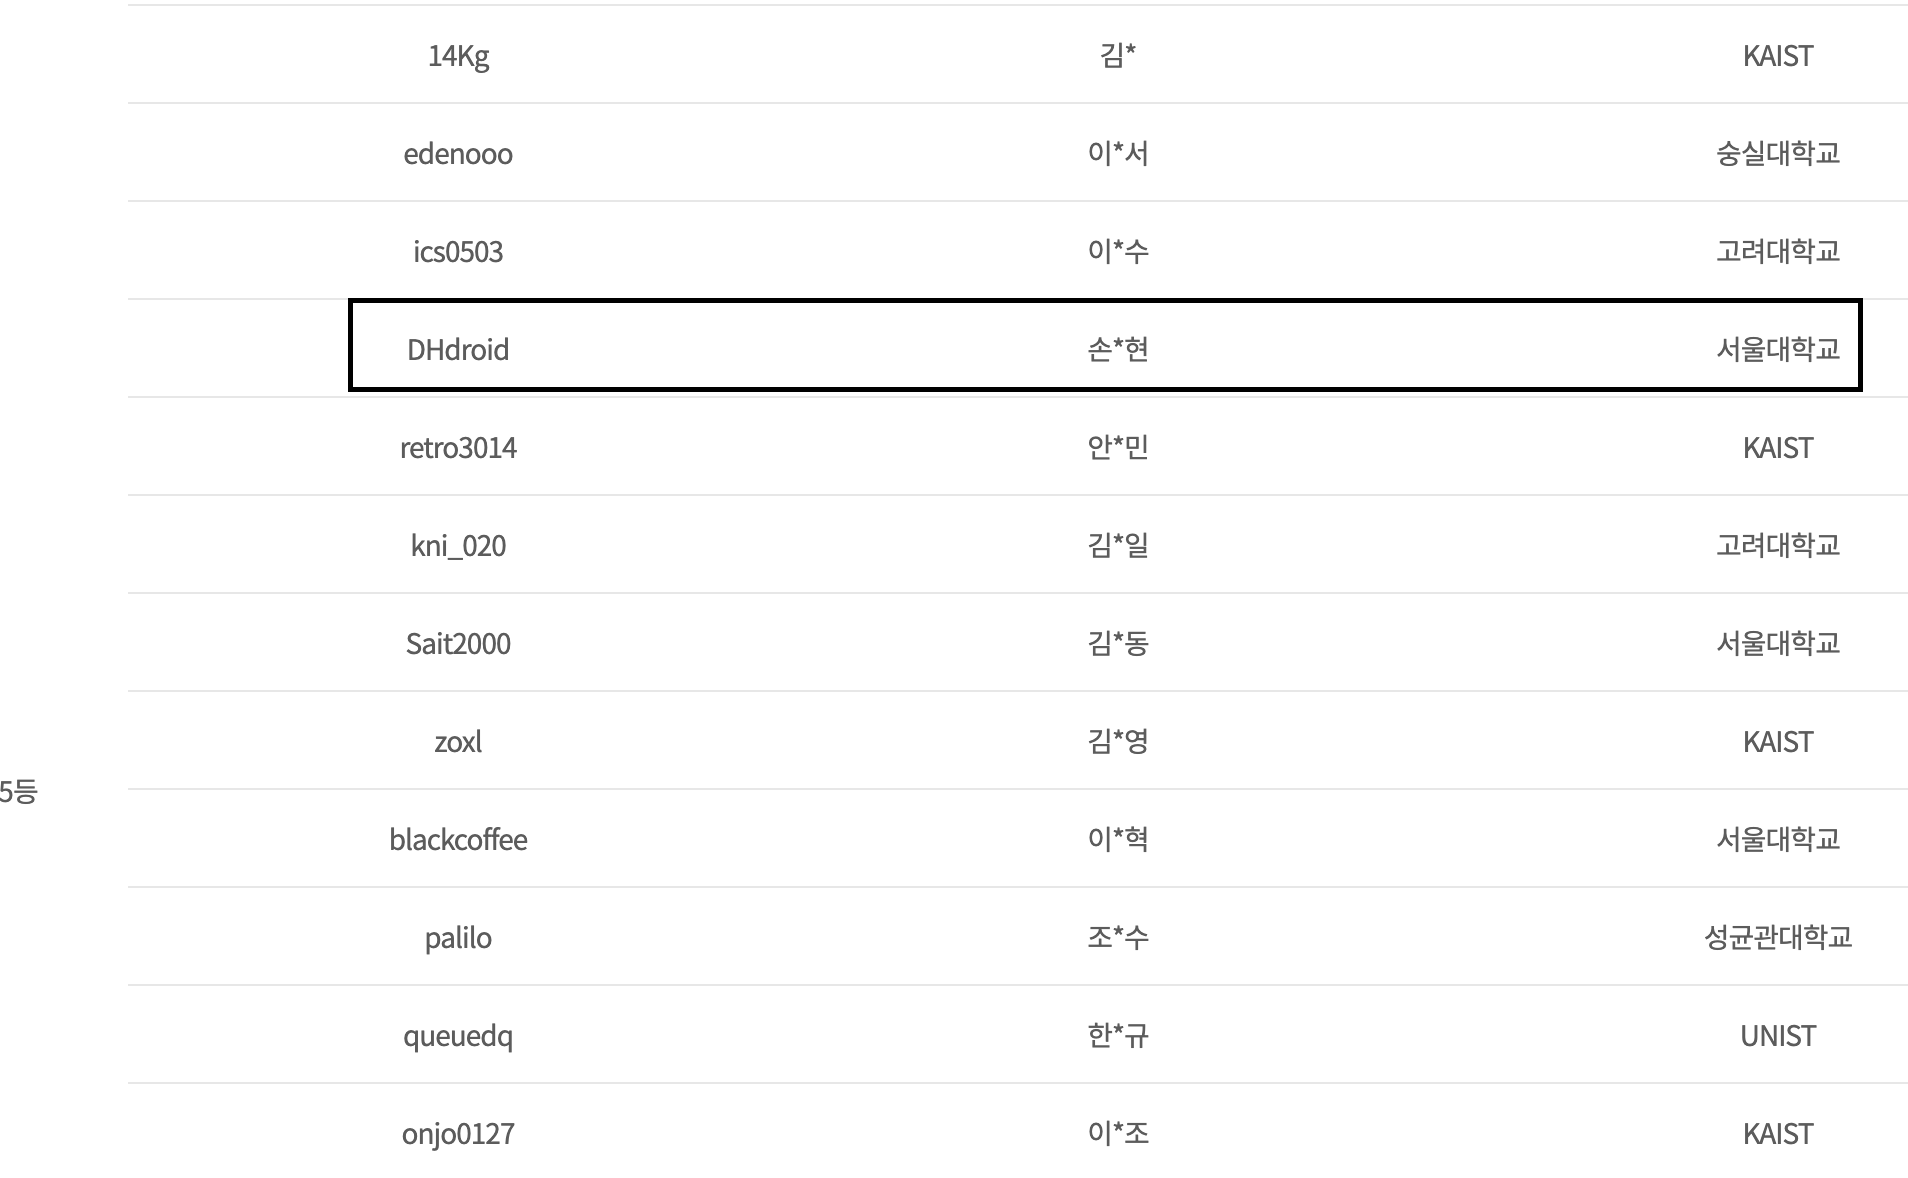 14Kg 김* KAIST
edenooo 이*서 숭실대학교
ics0503 이*수 고려대학교
DHdroid 손*현 서울대학교
retro3014 안*민 KAIST
kni_020 김*일 고려대학교
Sait2000 김*동 서울대학교
zoxl 김*영 KAIST
5등
blackcoffee 이*혁 서울대학교
palilo 조*수 성균관대학교
queuedq 한*규 UNIST
onjo0127 이*조 KAIST